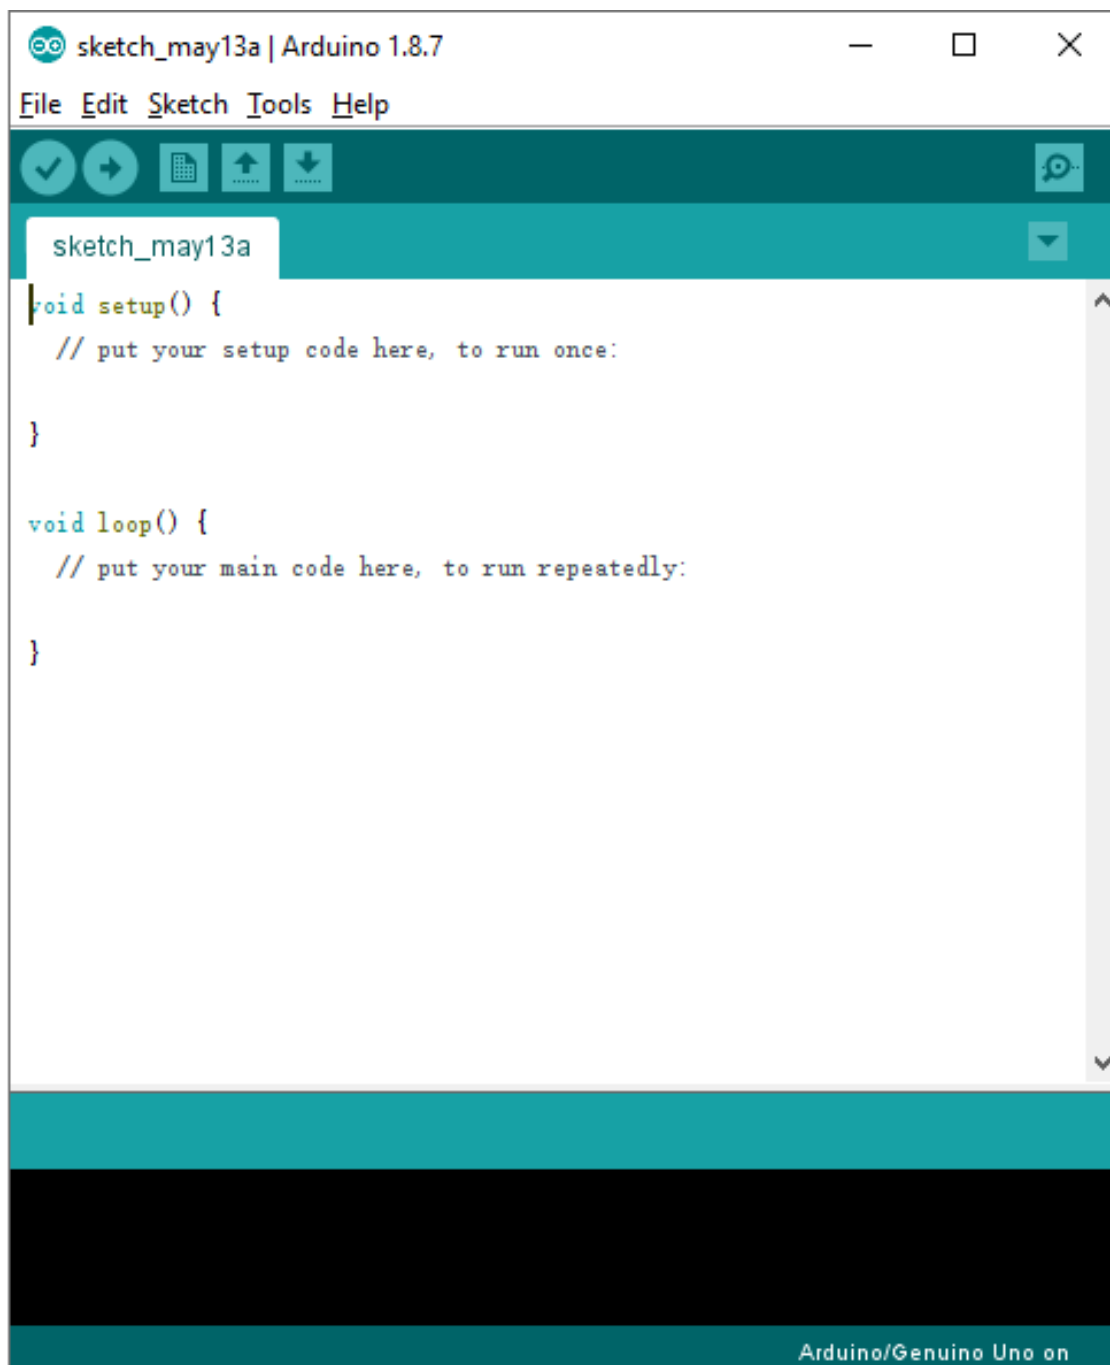 sketch_may13a | Arduino 1.8.7
File Edit Sketch Tools Help
sketch_may13a
void setup() {
  // put your setup code here, to run once:
}
void loop() {
  // put your main code here, to run repeatedly:
}
Arduino/Genuino Uno on